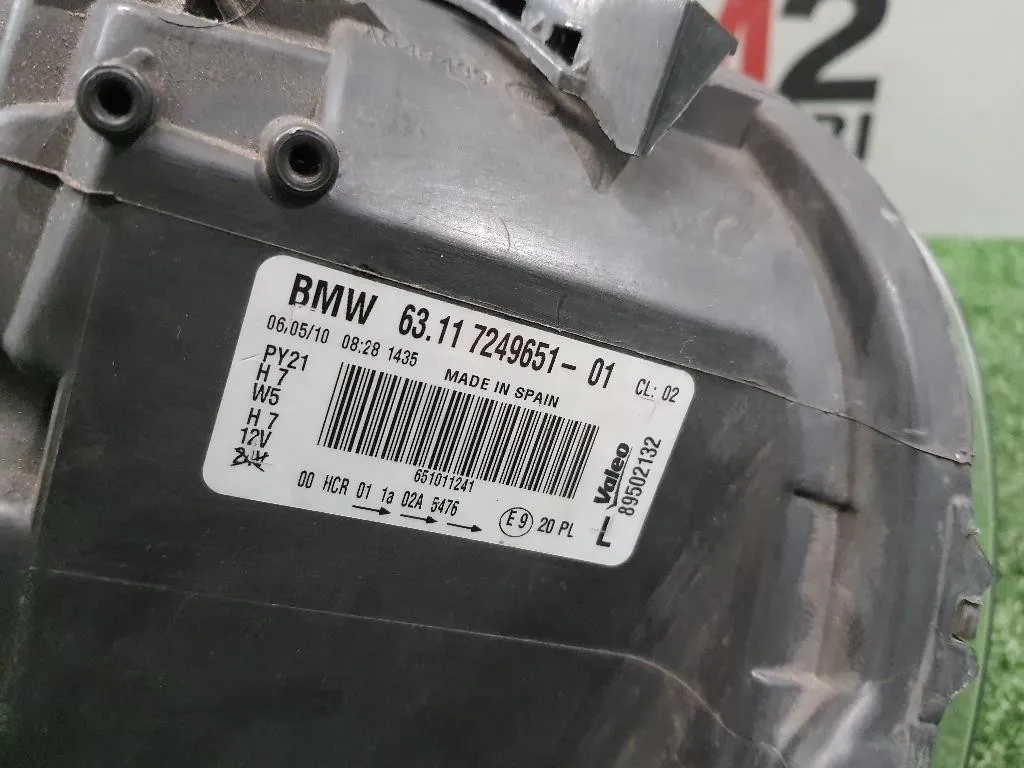 M2
BMW 63.11 7249651-01 CL: 02
06.05/10 08:28 1435 MADE IN SPAIN
PY21
H 7
W5
H 7
12V
651011241
00 HCR 01 1a 02A 5476
E9 20 PL
Valeo
89502132
L